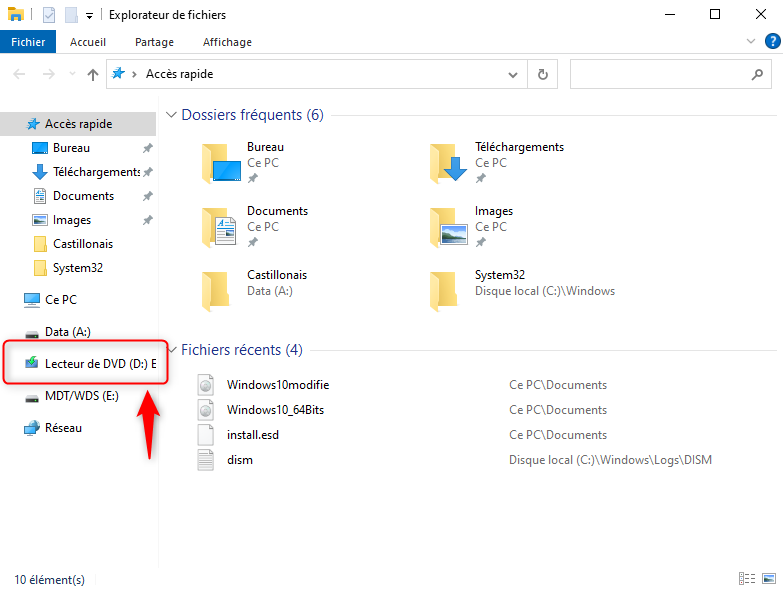 Explorateur de fichiers
Fichier Accueil Partage Affichage
Accès rapide
Accès rapide
Bureau
Téléchargements
Documents
Images
Castillonais
System32
Ce PC
Data (A:)
Lecteur de DVD (D:) E
MDT/WDS (E:)
Réseau
Dossiers fréquents (6)
Bureau
Ce PC
Téléchargements
Ce PC
Documents
Ce PC
Images
Ce PC
Castillonais
Data (A:)
System32
Disque local (C:)\Windows
Fichiers récents (4)
Windows10modifie Ce PC\Documents
Windows10_64Bits Ce PC\Documents
install.esd Ce PC\Documents
dism Disque local (C:)\Windows\Logs\DISM
10 élément(s)